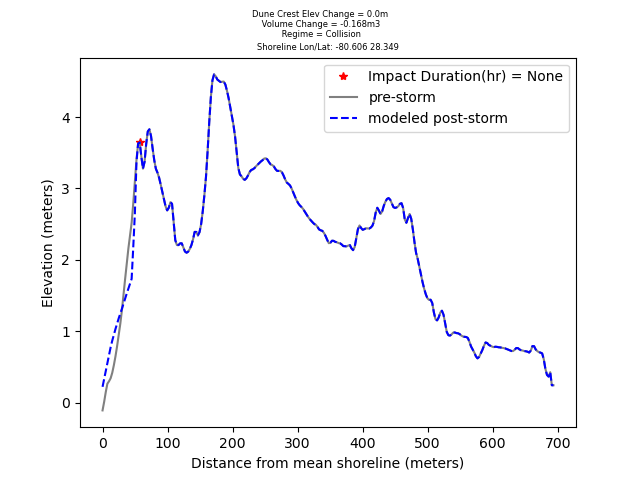 Dune Crest Elev Change = 0.0m
Volume Change = -0.168m3
Regime = Collision
Shoreline Lon/Lat: -80.606 28.349
Impact Duration(hr) = None
pre-storm
modeled post-storm
Elevation (meters)
4
3
2
1
0
0 100 200 300 400 500 600 700
Distance from mean shoreline (meters)